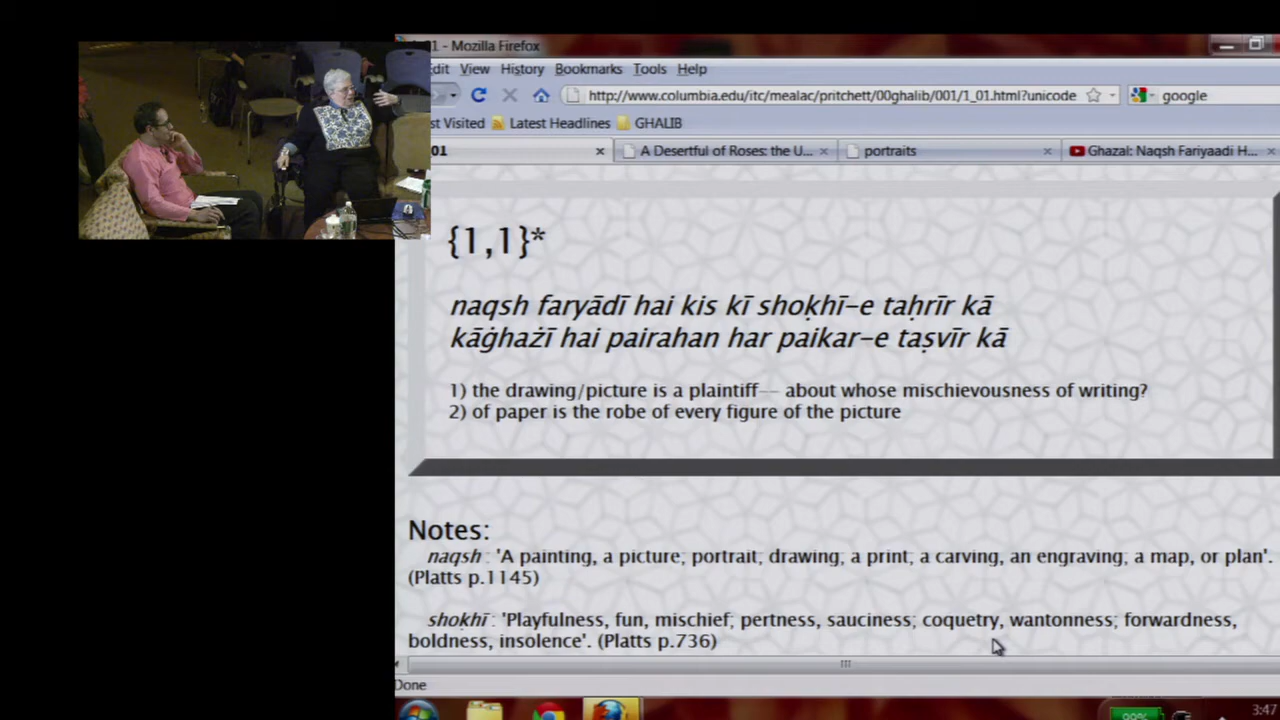 1 - Mozilla Firefox
dit View History Bookmarks Tools Help
http://www.columbia.edu/itc/mealac/pritchett/00ghalib/001/1_01.html?unicode
google
st Visited Latest Headlines GHALIB
01
A Desertful of Roses: the U...
portraits
Ghazal: Naqsh Fariyaadi H...
{1,1}*
naqsh faryādī hai kis kī shoḳhī-e taḥrīr kā
kāġhażī hai pairahan har paikar-e taṣvīr kā
1) the drawing/picture is a plaintiff-- about whose mischievousness of writing?
2) of paper is the robe of every figure of the picture
Notes:
naqsh : 'A painting, a picture; portrait; drawing; a print; a carving, an engraving; a map, or plan'.
(Platts p.1145)
shoḳhī : 'Playfulness, fun, mischief; pertness, sauciness; coquetry, wantonness; forwardness,
boldness, insolence'. (Platts p.736)
Done
99%
3:47